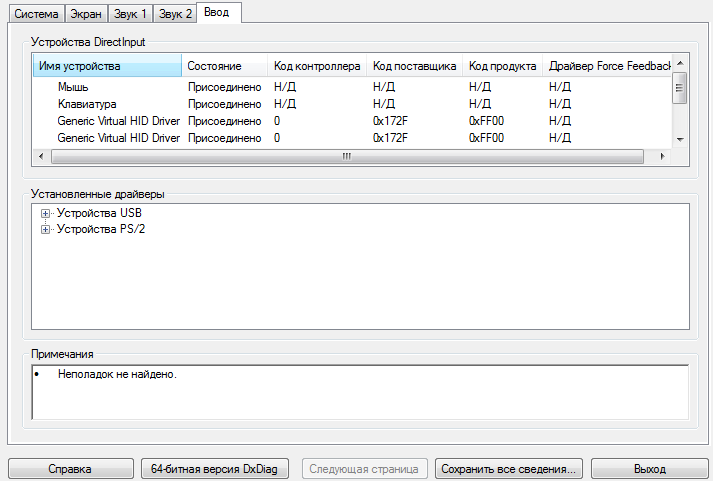 Система Экран Звук 1 Звук 2 Ввод
Устройства DirectInput
Имя устройства Состояние Код контроллера Код поставщика Код продукта Драйвер Force Feedback
Мышь Присоединено Н/Д Н/Д Н/Д Н/Д
Клавиатура Присоединено Н/Д Н/Д Н/Д Н/Д
Generic Virtual HID Driver Присоединено 0 0x172F 0xFF00 Н/Д
Generic Virtual HID Driver Присоединено 0 0x172F 0xFF00 Н/Д
Установленные драйверы
Устройства USB
Устройства PS/2
Примечания
• Неполадок не найдено.
Справка 64-битная версия DxDiag Следующая страница Сохранить все сведения... Выход